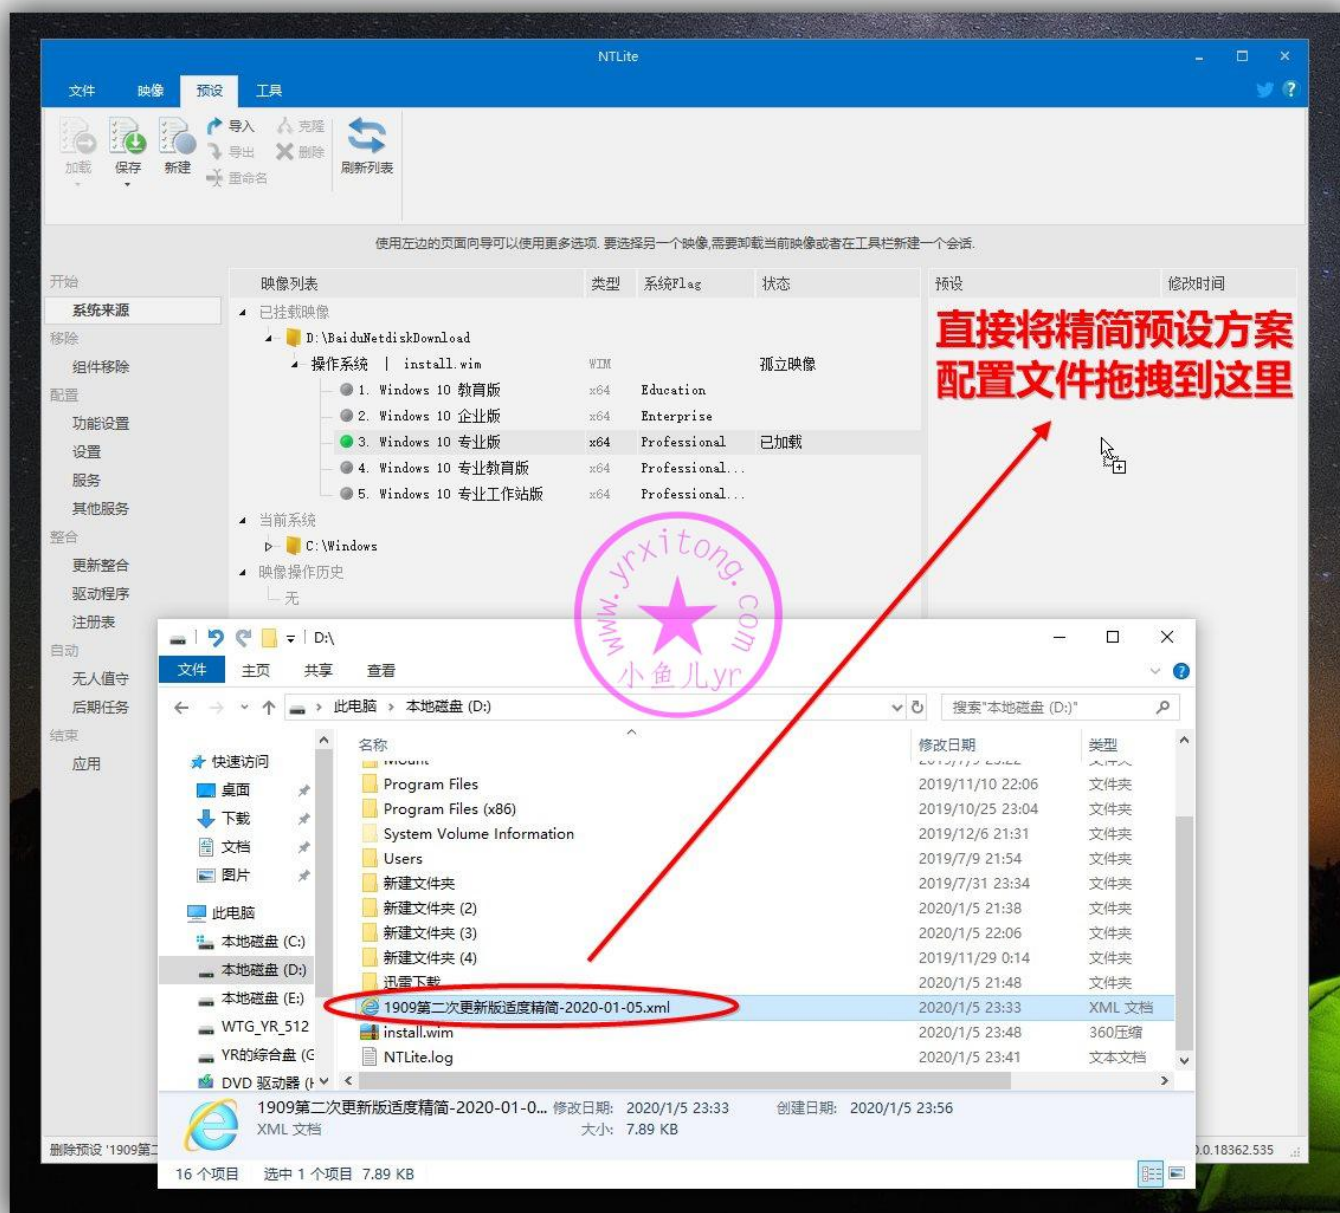 NTLite
文件 映像 预设 工具
加载 保存 新建 导入 导出 重命名 克隆 删除 刷新列表
使用左边的页面向导可以使用更多选项. 要选择另一个映像,需要卸载当前映像或者在工具栏新建一个会话.
开始
系统来源
移除
组件移除
配置
功能设置
设置
服务
其他服务
整合
更新整合
驱动程序
注册表
自动
无人值守
后期任务
结束
应用
映像列表 类型 系统Flag 状态
已挂载映像
D:\BaiduNetdiskDownload
操作系统 | install.wim WIM 孤立映像
1. Windows 10 教育版 x64 Education
2. Windows 10 企业版 x64 Enterprise
3. Windows 10 专业版 x64 Professional 已加载
4. Windows 10 专业教育版 x64 Professional...
5. Windows 10 专业工作站版 x64 Professional...
当前系统
C:\Windows
映像操作历史
无
预设 修改时间
直接将精简预设方案
配置文件拖拽到这里
www.yrxitong.com
小鱼儿yr
D:\
文件 主页 共享 查看
此电脑 本地磁盘 (D:) 搜索"本地磁盘 (D:)"
快速访问
桌面
下载
文档
图片
此电脑
本地磁盘 (C:)
本地磁盘 (D:)
本地磁盘 (E:)
WTG_YR_512
YR的综合盘 (G
DVD 驱动器 (H
名称 修改日期 类型
Program Files 2019/11/10 22:06 文件夹
Program Files (x86) 2019/10/25 23:04 文件夹
System Volume Information 2019/12/6 21:31 文件夹
Users 2019/7/9 21:54 文件夹
新建文件夹 2019/7/31 23:34 文件夹
新建文件夹 (2) 2020/1/5 21:38 文件夹
新建文件夹 (3) 2020/1/5 22:06 文件夹
新建文件夹 (4) 2019/11/29 0:14 文件夹
迅雷下载 2020/1/5 21:48 文件夹
1909第二次更新版适度精简-2020-01-05.xml 2020/1/5 23:33 XML 文档
install.wim 2020/1/5 23:48 360压缩
NTLite.log 2020/1/5 23:41 文本文档
1909第二次更新版适度精简-2020-01-0... 修改日期: 2020/1/5 23:33 创建日期: 2020/1/5 23:56
XML 文档 大小: 7.89 KB
16 个项目 选中 1 个项目 7.89 KB
删除预设 '1909第二
0.0.18362.535